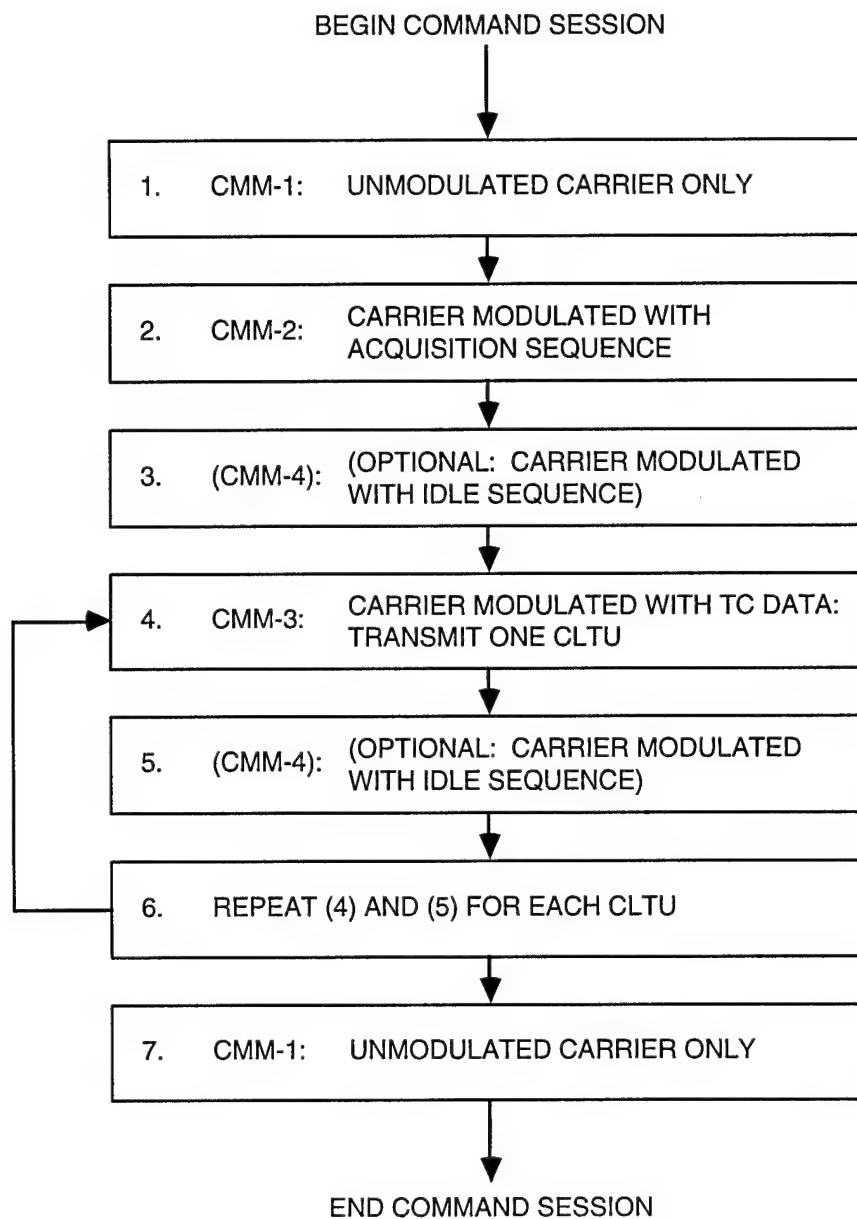 BEGIN COMMAND SESSION
1. CMM-1: UNMODULATED CARRIER ONLY
2. CMM-2: CARRIER MODULATED WITH
ACQUISITION SEQUENCE
3. (CMM-4): (OPTIONAL: CARRIER MODULATED
WITH IDLE SEQUENCE)
4. CMM-3: CARRIER MODULATED WITH TC DATA:
TRANSMIT ONE CLTU
5. (CMM-4): (OPTIONAL: CARRIER MODULATED
WITH IDLE SEQUENCE)
6. REPEAT (4) AND (5) FOR EACH CLTU
7. CMM-1: UNMODULATED CARRIER ONLY
END COMMAND SESSION